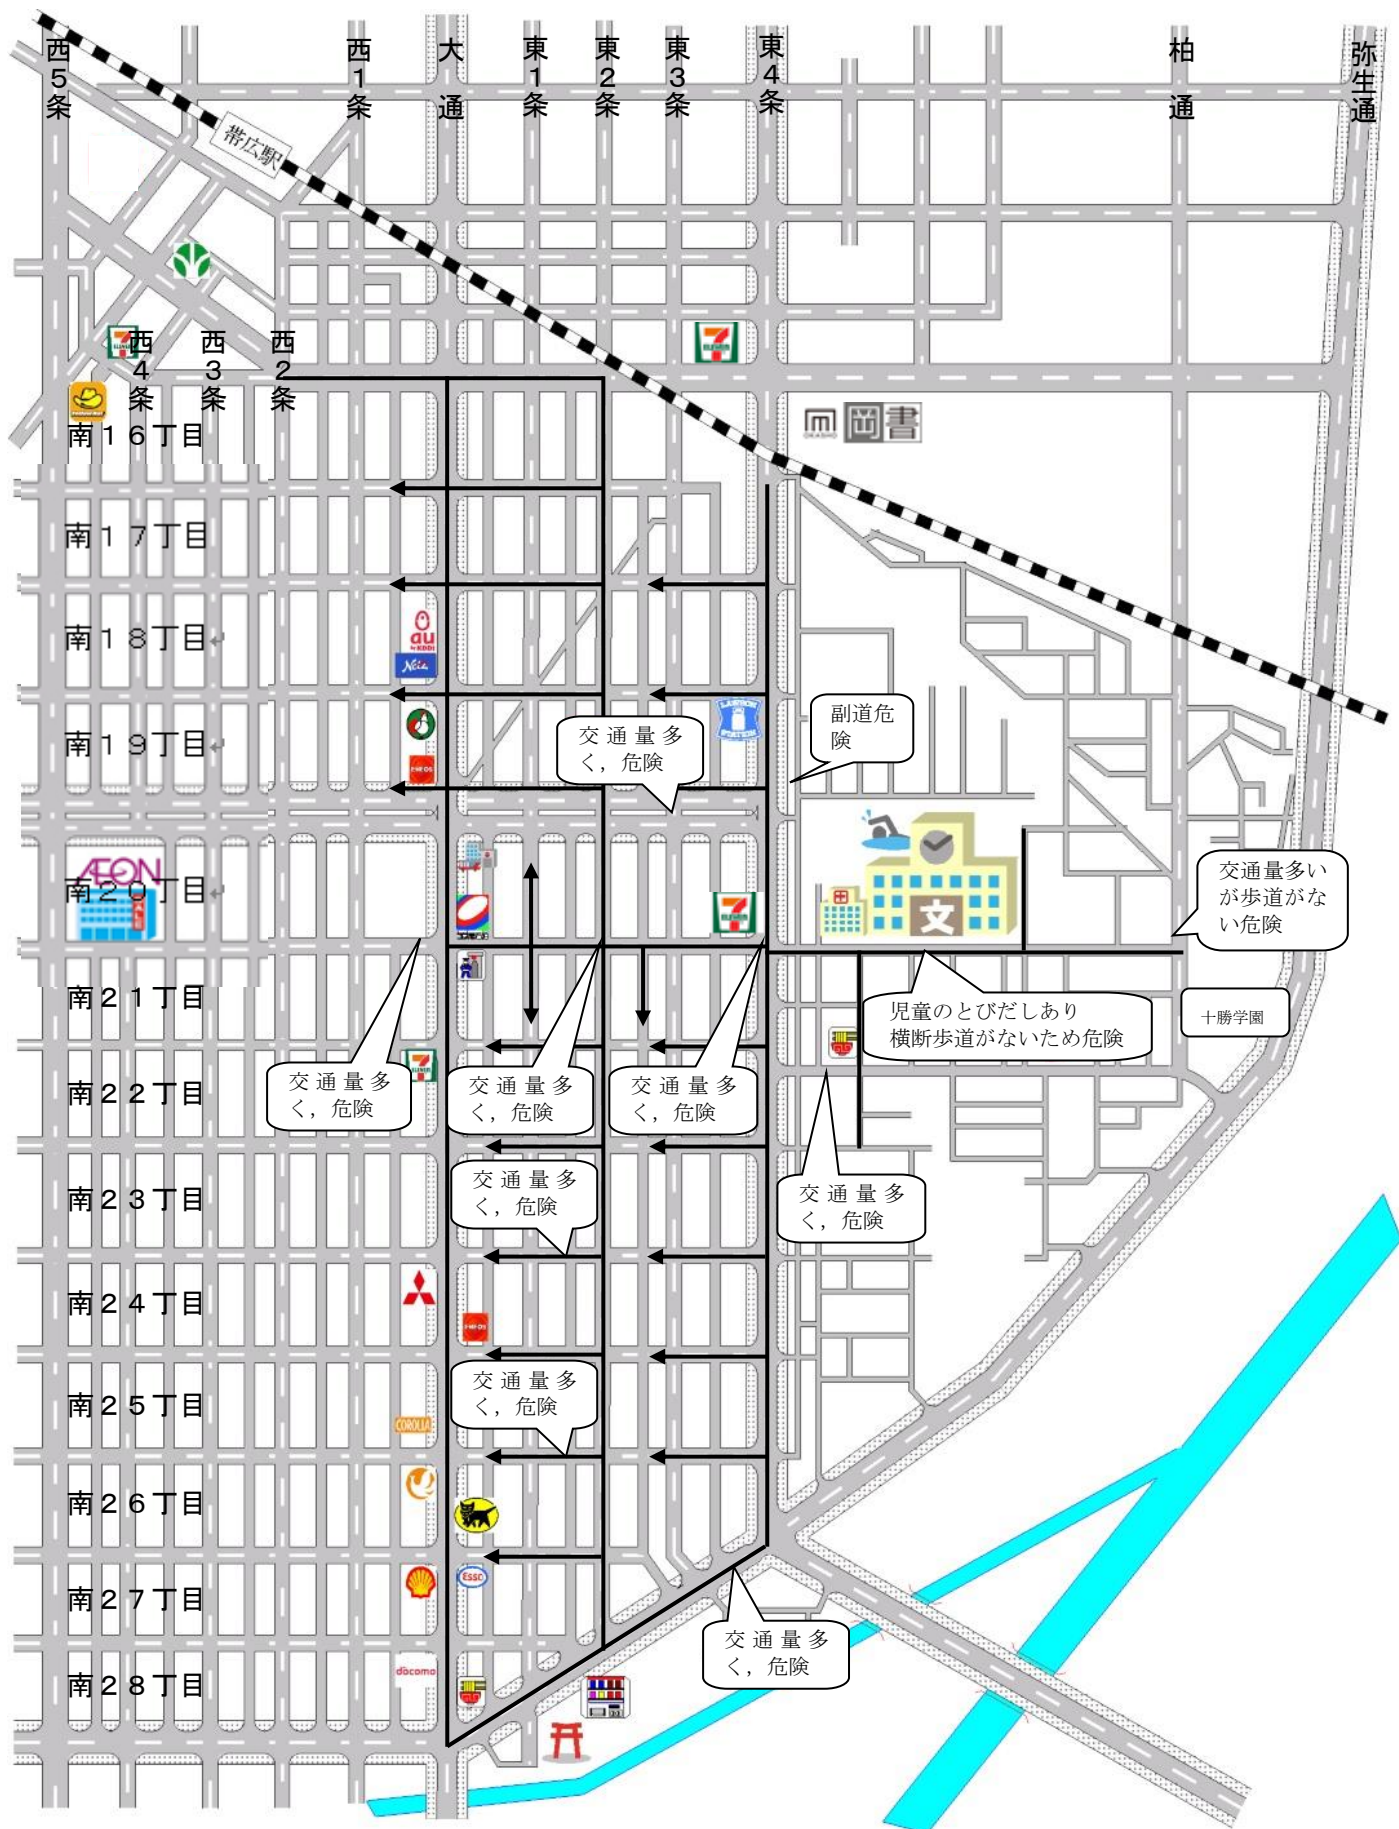 西5条
西1条
大通
東1条
東2条
東3条
東4条
柏通
弥生通
帯広駅
西4条
西3条
西2条
南16丁目
岡書
南17丁目
南18丁目
au
by KDDI
Netz
南19丁目
ENEOS
交通量多
く，危険
副道危
険
ÆON
南20丁目
文
交通量多い
が歩道がな
い危険
南21丁目
児童のとびだしあり
横断歩道がないため危険
十勝学園
南22丁目
交通量多
く，危険
交通量多
く，危険
交通量多
く，危険
南23丁目
交通量多
く，危険
交通量多
く，危険
南24丁目
ENEOS
南25丁目
COROLLA
交通量多
く，危険
南26丁目
南27丁目
Esso
交通量多
く，危険
南28丁目
docomo